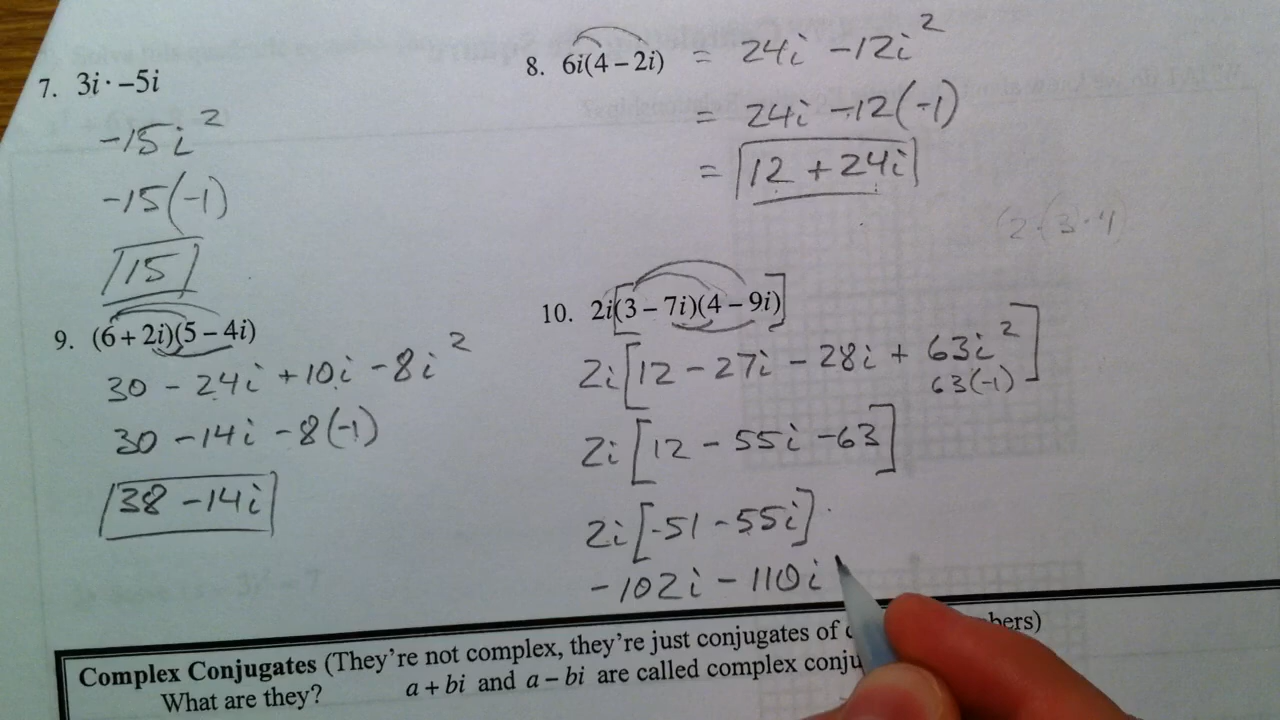 7. 3i · −5i
−15i²
−15(−1)
15
8. 6i(4 − 2i) = 24i − 12i²
= 24i − 12(−1)
= 12 + 24i
(2·(3)·4)
9. (6 + 2i)(5 − 4i)
30 − 24i + 10i − 8i²
30 − 14i − 8(−1)
38 − 14i
10. 2i[(3 − 7i)(4 − 9i)]
2i[12 − 27i − 28i + 63i²]
63(−1)
2i[12 − 55i − 63]
2i[−51 − 55i]
−102i − 110i
Complex Conjugates (They're not complex, they're just conjugates of
What are they? a + bi and a − bi are called complex